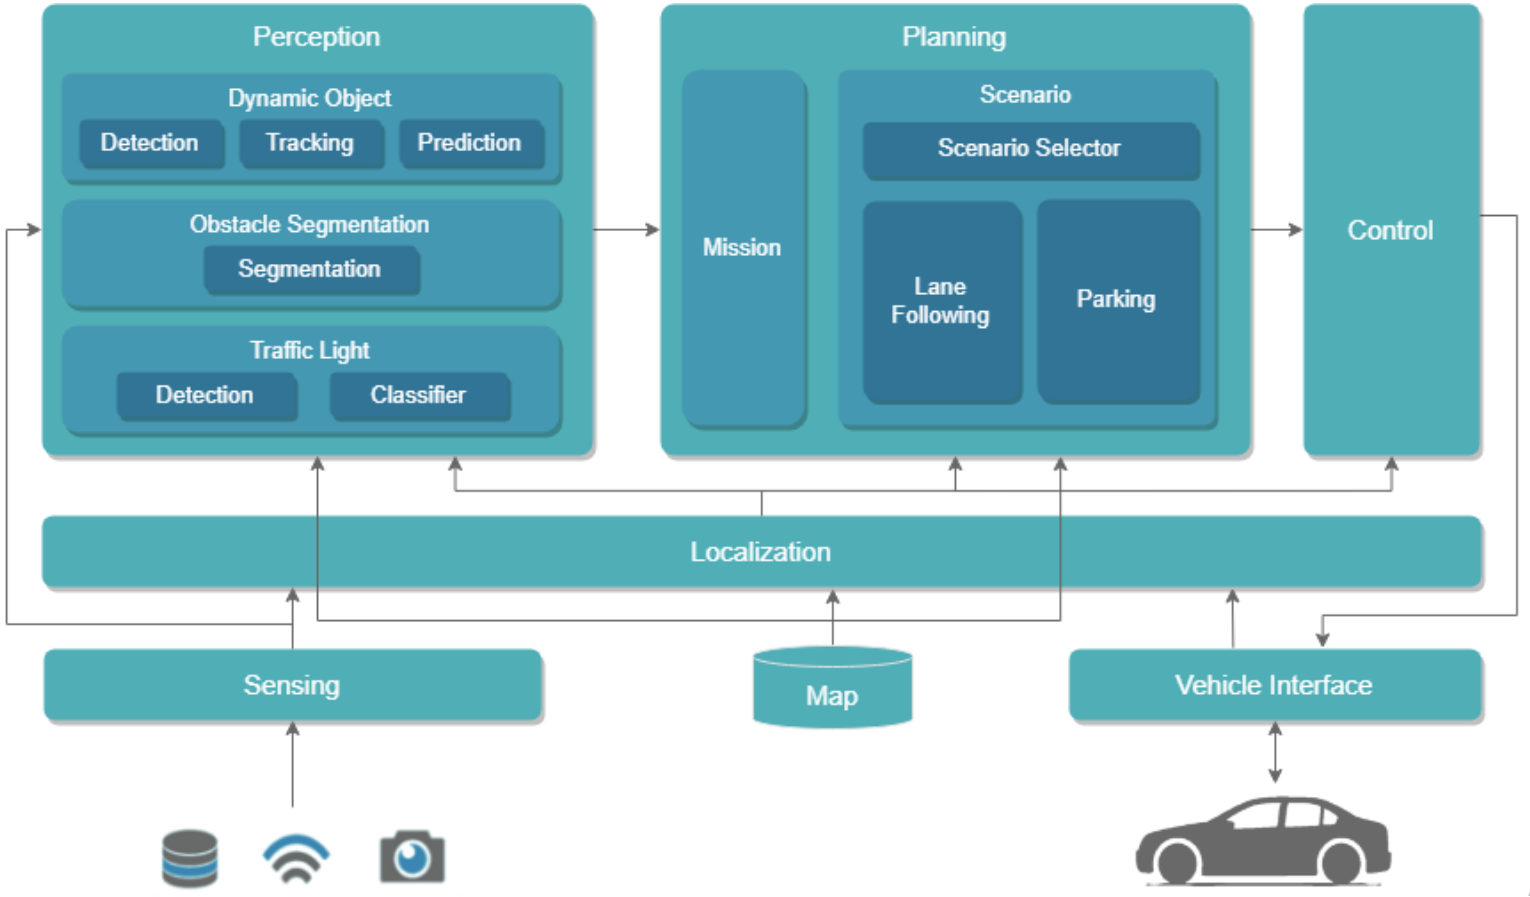 Perception
Dynamic Object
Detection
Tracking
Prediction
Obstacle Segmentation
Segmentation
Traffic Light
Detection
Classifier
Planning
Mission
Scenario
Scenario Selector
Lane
Following
Parking
Control
Localization
Sensing
Map
Vehicle Interface